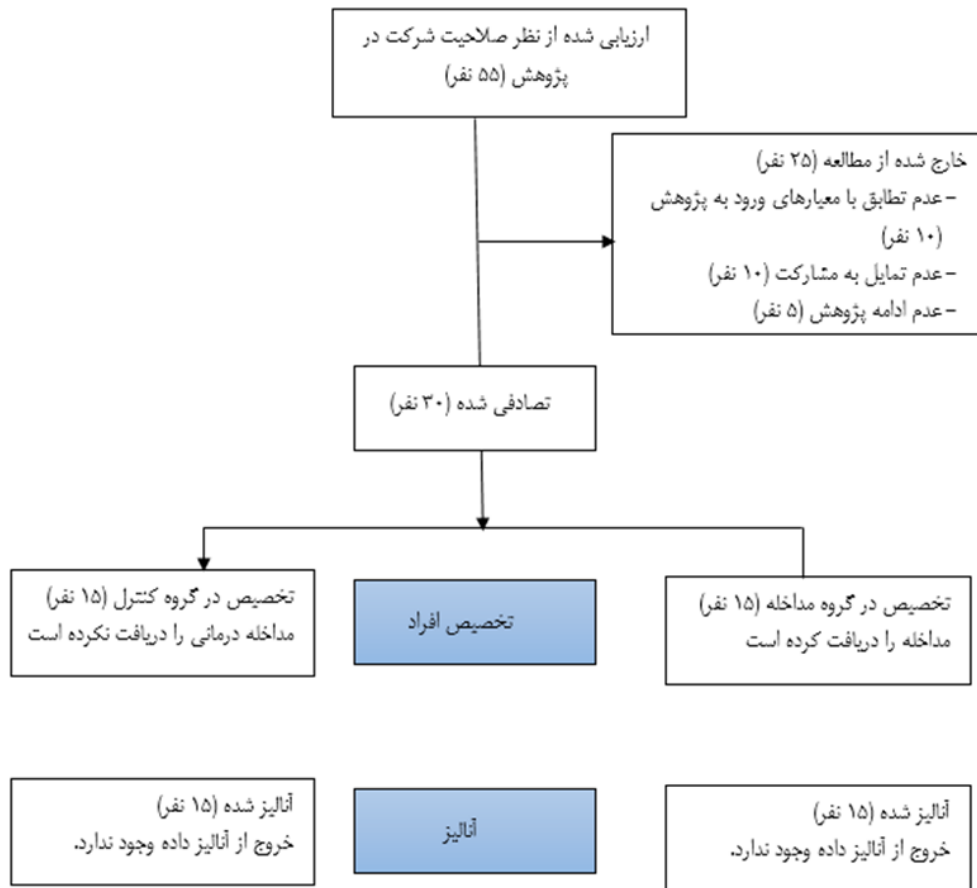 ارزیابی شده از نظر صلاحیت شرکت در
پژوهش (۵۵ نفر)
خارج شده از مطالعه (۲۵ نفر)
- عدم تطابق با معیارهای ورود به پژوهش
(۱۰ نفر)
- عدم تمایل به مشارکت (۱۰ نفر)
- عدم ادامه پژوهش (۵ نفر)
تصادفی شده (۳۰ نفر)
تخصیص در گروه مداخله (۱۵ نفر)
مداخله را دریافت کرده است
تخصیص افراد
تخصیص در گروه کنترل (۱۵ نفر)
مداخله درمانی را دریافت نکرده است
آنالیز شده (۱۵ نفر)
خروج از آنالیز داده وجود ندارد.
آنالیز
آنالیز شده (۱۵ نفر)
خروج از آنالیز داده وجود ندارد.